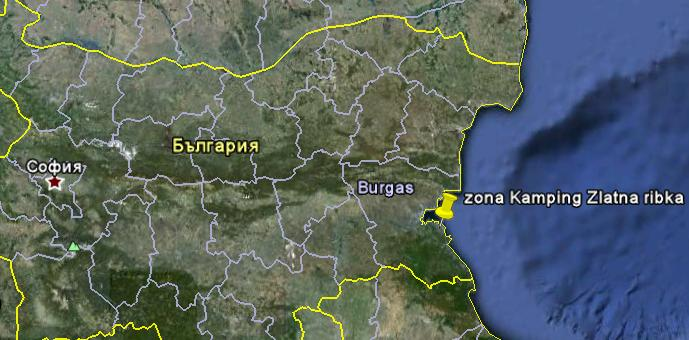 България
София
Burgas
zona Kamping Zlatna ribka